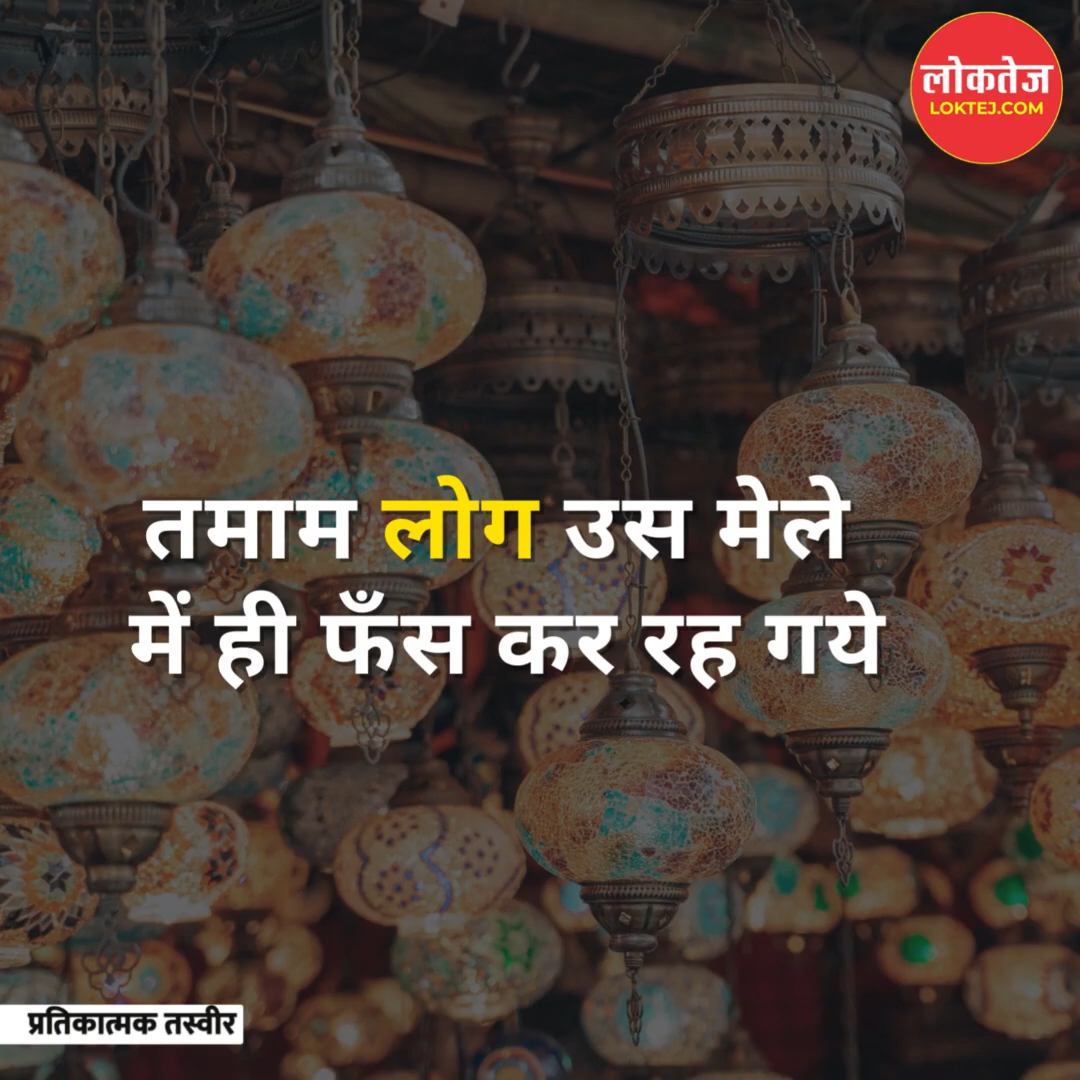 लोकतेज
LOKTEJ.COM
तमाम लोग उस मेले
में ही फँस कर रह गये
प्रतिकात्मक तस्वीर